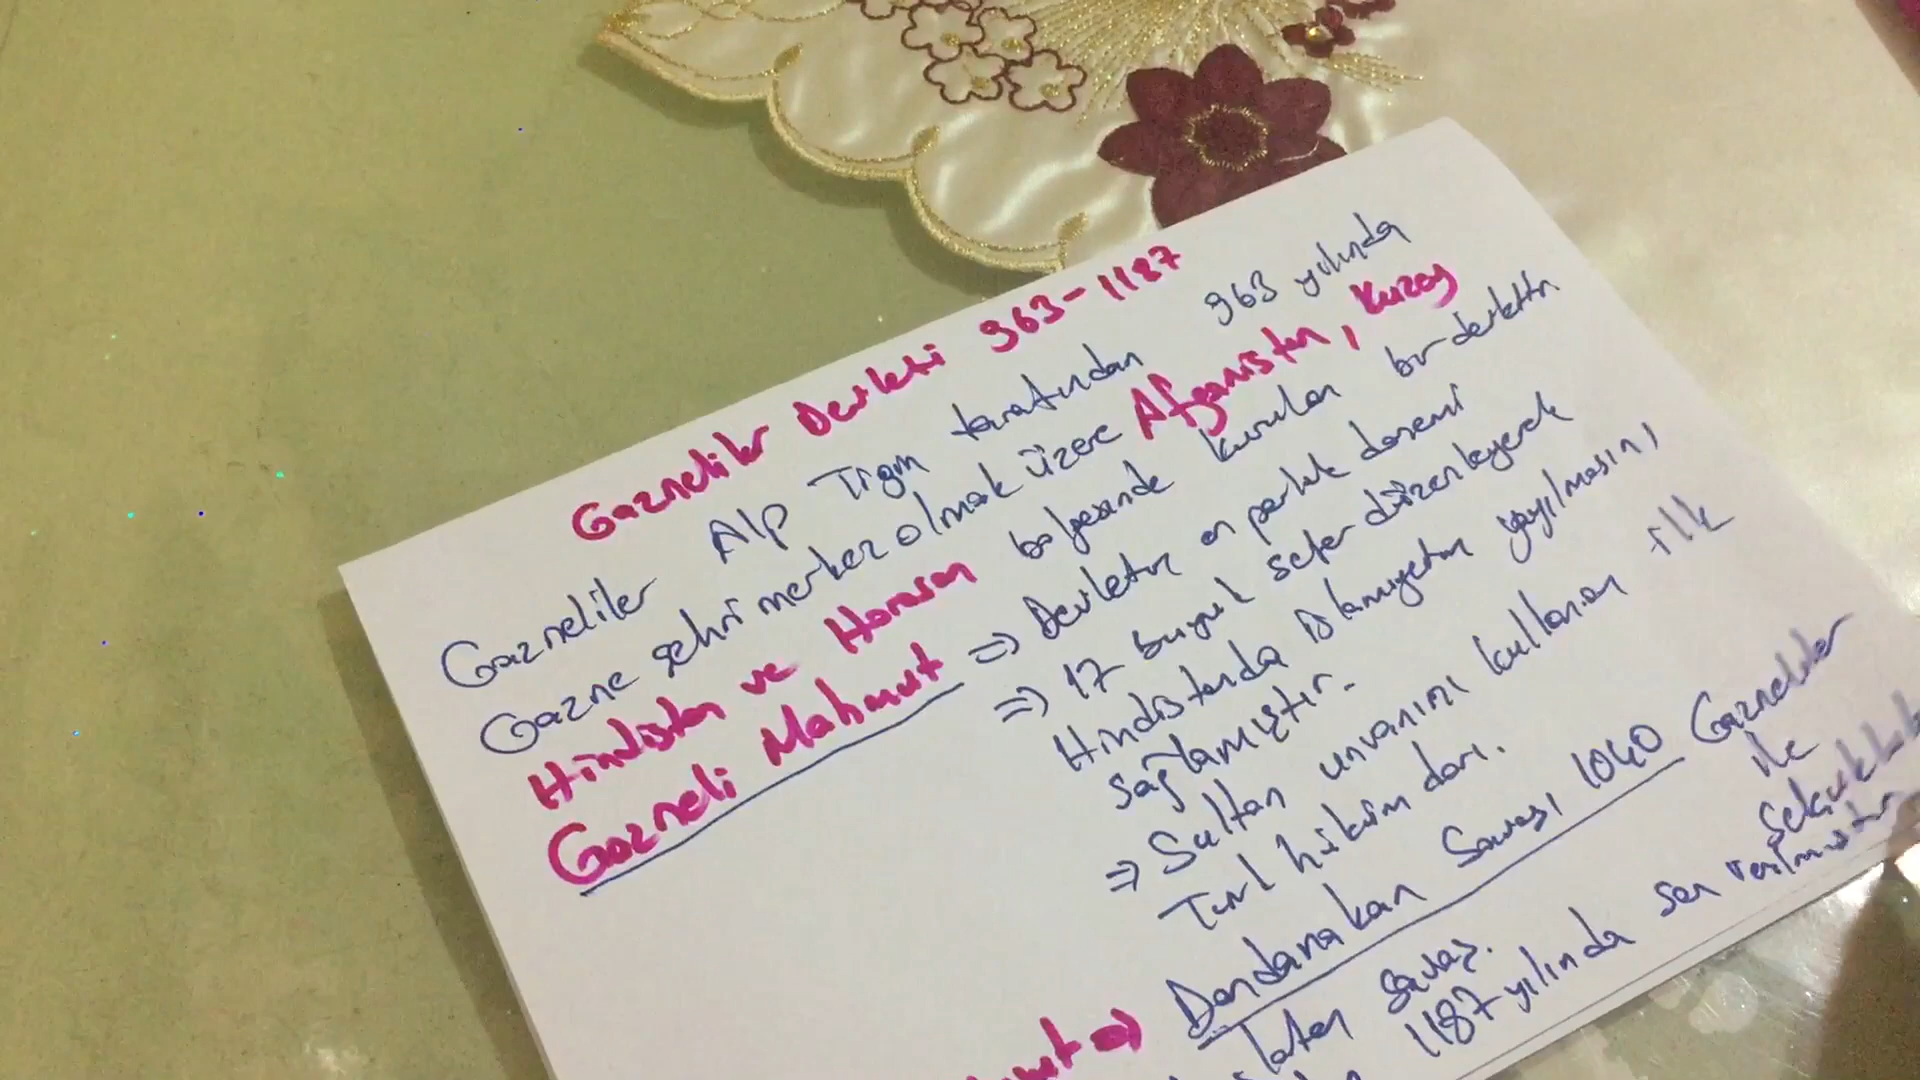 Gazneliler Devleti 963-1187
Gazneliler Alp Tigin tarafından 963 yılında
Gazne şehri merkez olmak üzere Afganistan, Kuzey
Hindistan ve Horasan bölgesinde kurulan bir devlettir
Gazneli Mahmut => Devletin en parlak dönemi
=> 17 büyük sefer düzenleyerek
Hindistanda İslamiyetin yayılmasını
sağlamıştır.
=> Sultan unvanını kullanan ilk
Türk hükümdarı.
Dandanakan Savaşı 1040 Gazneliler
ile
Selçuklular
savaş.
1187 yılında son verilmiştir